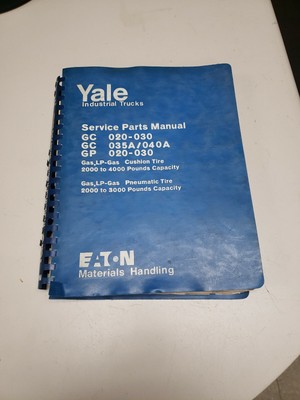 Yale
Industrial Trucks
Service Parts Manual
GC 020-030
GC 035A/040A
GP 020-030
Gas,LP-Gas Cushion Tire
2000 to 4000 Pounds Capacity
Gas,LP-Gas Pneumatic Tire
2000 to 3000 Pounds Capacity
EATON
Materials Handling